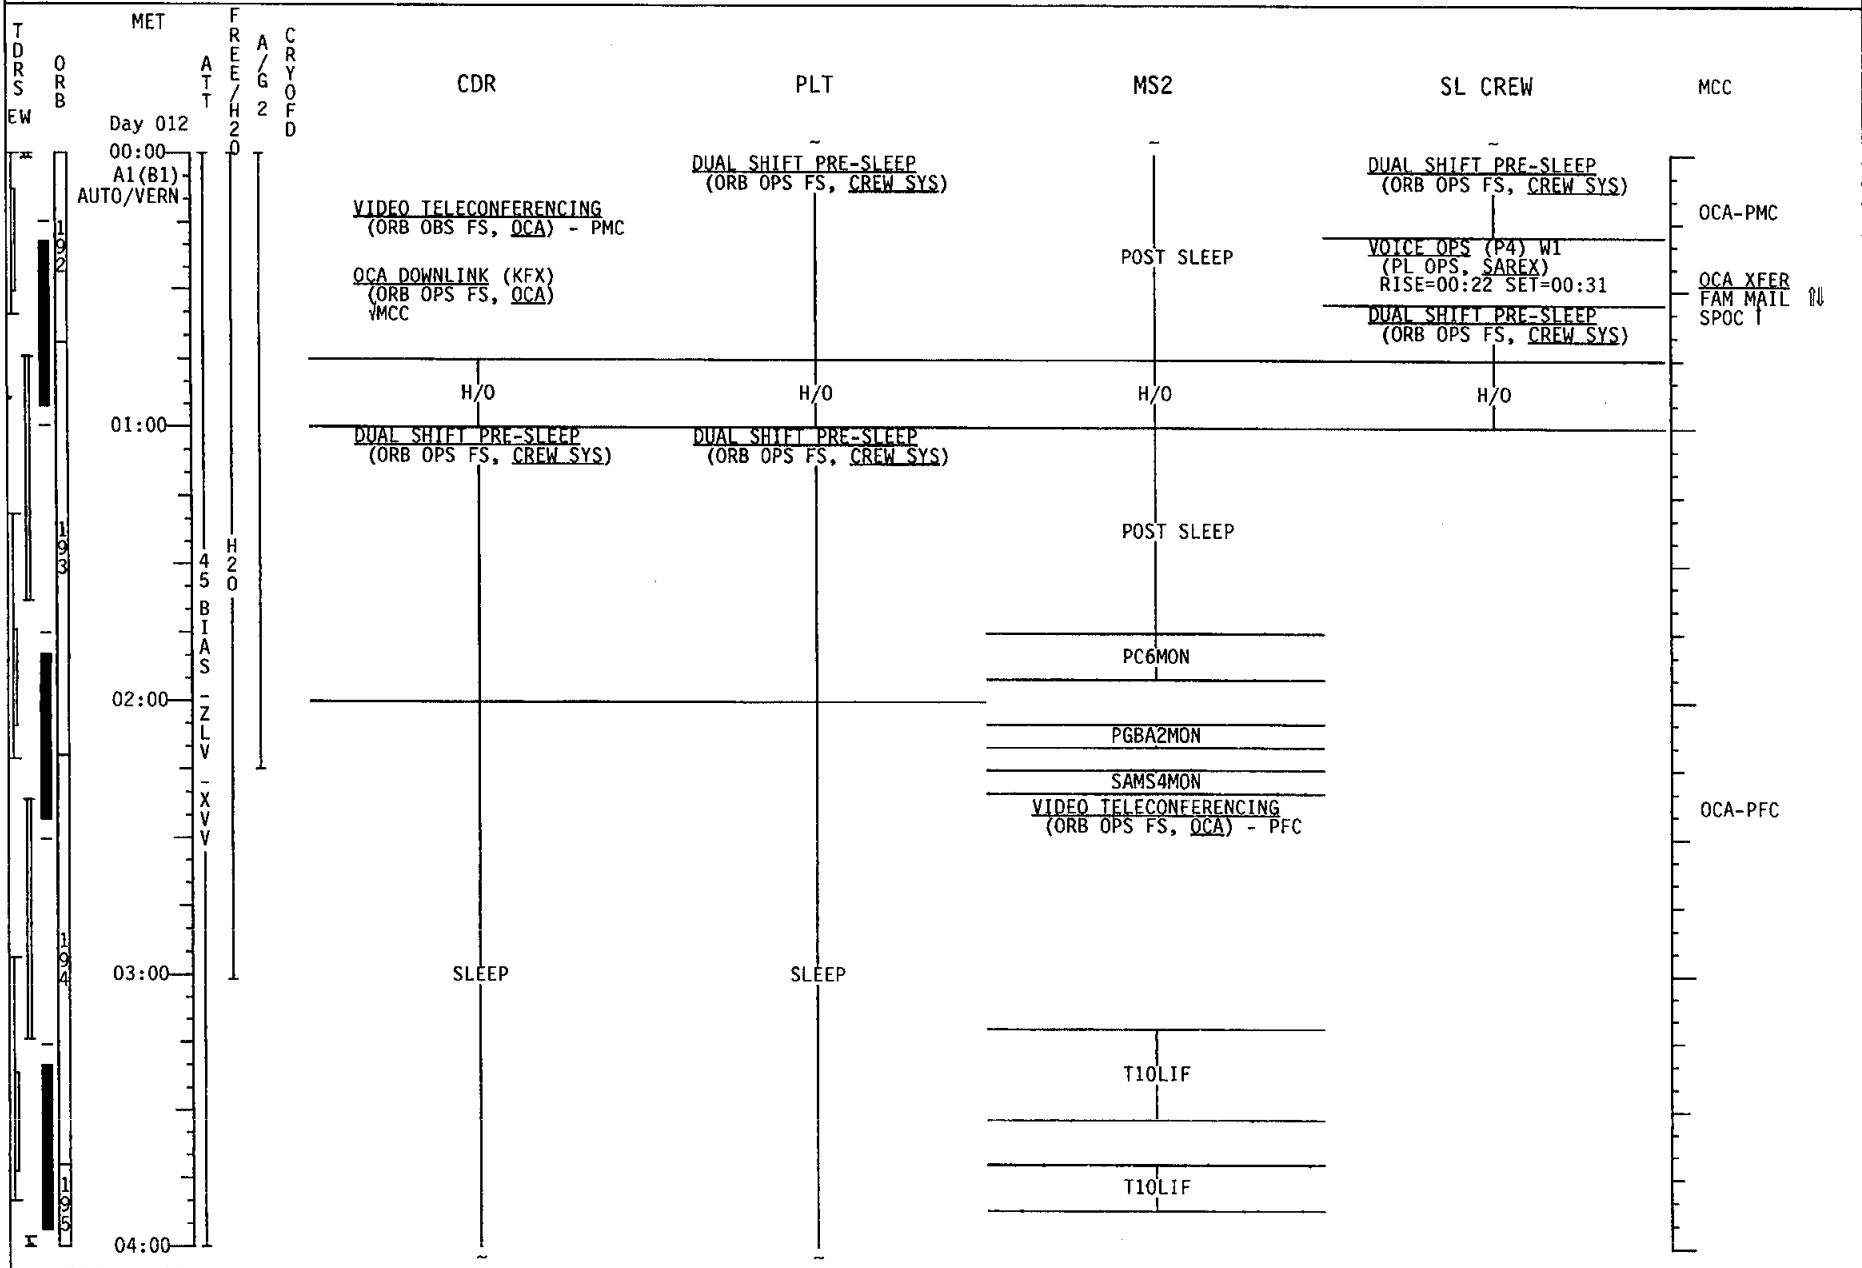 MET
TDRS
EW
ORB
ATT
FREE/H20
A/G 2
CRYOFD
CDR
PLT
MS2
SL CREW
MCC
Day 012
00:00
A1(B1)
AUTO/VERN
~
~
~
DUAL SHIFT PRE-SLEEP
(ORB OPS FS, CREW SYS)
DUAL SHIFT PRE-SLEEP
(ORB OPS FS, CREW SYS)
VIDEO TELECONFERENCING
(ORB OBS FS, OCA) - PMC
OCA-PMC
192
POST SLEEP
VOICE OPS (P4) W1
(PL OPS, SAREX)
RISE=00:22 SET=00:31
OCA DOWNLINK (KFX)
(ORB OPS FS, OCA)
√MCC
OCA XFER
FAM MAIL ⇑⇓
SPOC ↑
DUAL SHIFT PRE-SLEEP
(ORB OPS FS, CREW SYS)
H/O
H/O
H/O
H/O
01:00
DUAL SHIFT PRE-SLEEP
(ORB OPS FS, CREW SYS)
DUAL SHIFT PRE-SLEEP
(ORB OPS FS, CREW SYS)
193
45 BIAS -ZLV -XVV
H20
POST SLEEP
PC6MON
02:00
PGBA2MON
SAMS4MON
VIDEO TELECONFERENCING
(ORB OPS FS, OCA) - PFC
OCA-PFC
194
03:00
SLEEP
SLEEP
T10LIF
T10LIF
195
04:00
~
~